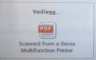 Vedlegg...
PDF
Scanned from a Xerox
Multifunction Printer